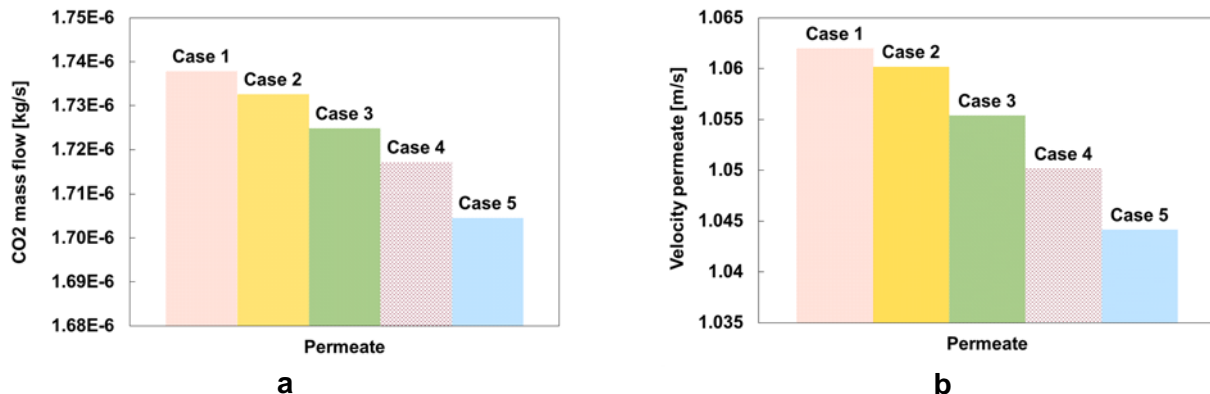 1.75E-6
1.74E-6
1.73E-6
1.72E-6
1.71E-6
1.70E-6
1.69E-6
1.68E-6
CO2 mass flow [kg/s]
Case 1
Case 2
Case 3
Case 4
Case 5
Permeate
a
1.065
1.06
1.055
1.05
1.045
1.04
1.035
Velocity permeate [m/s]
Case 1
Case 2
Case 3
Case 4
Case 5
Permeate
b